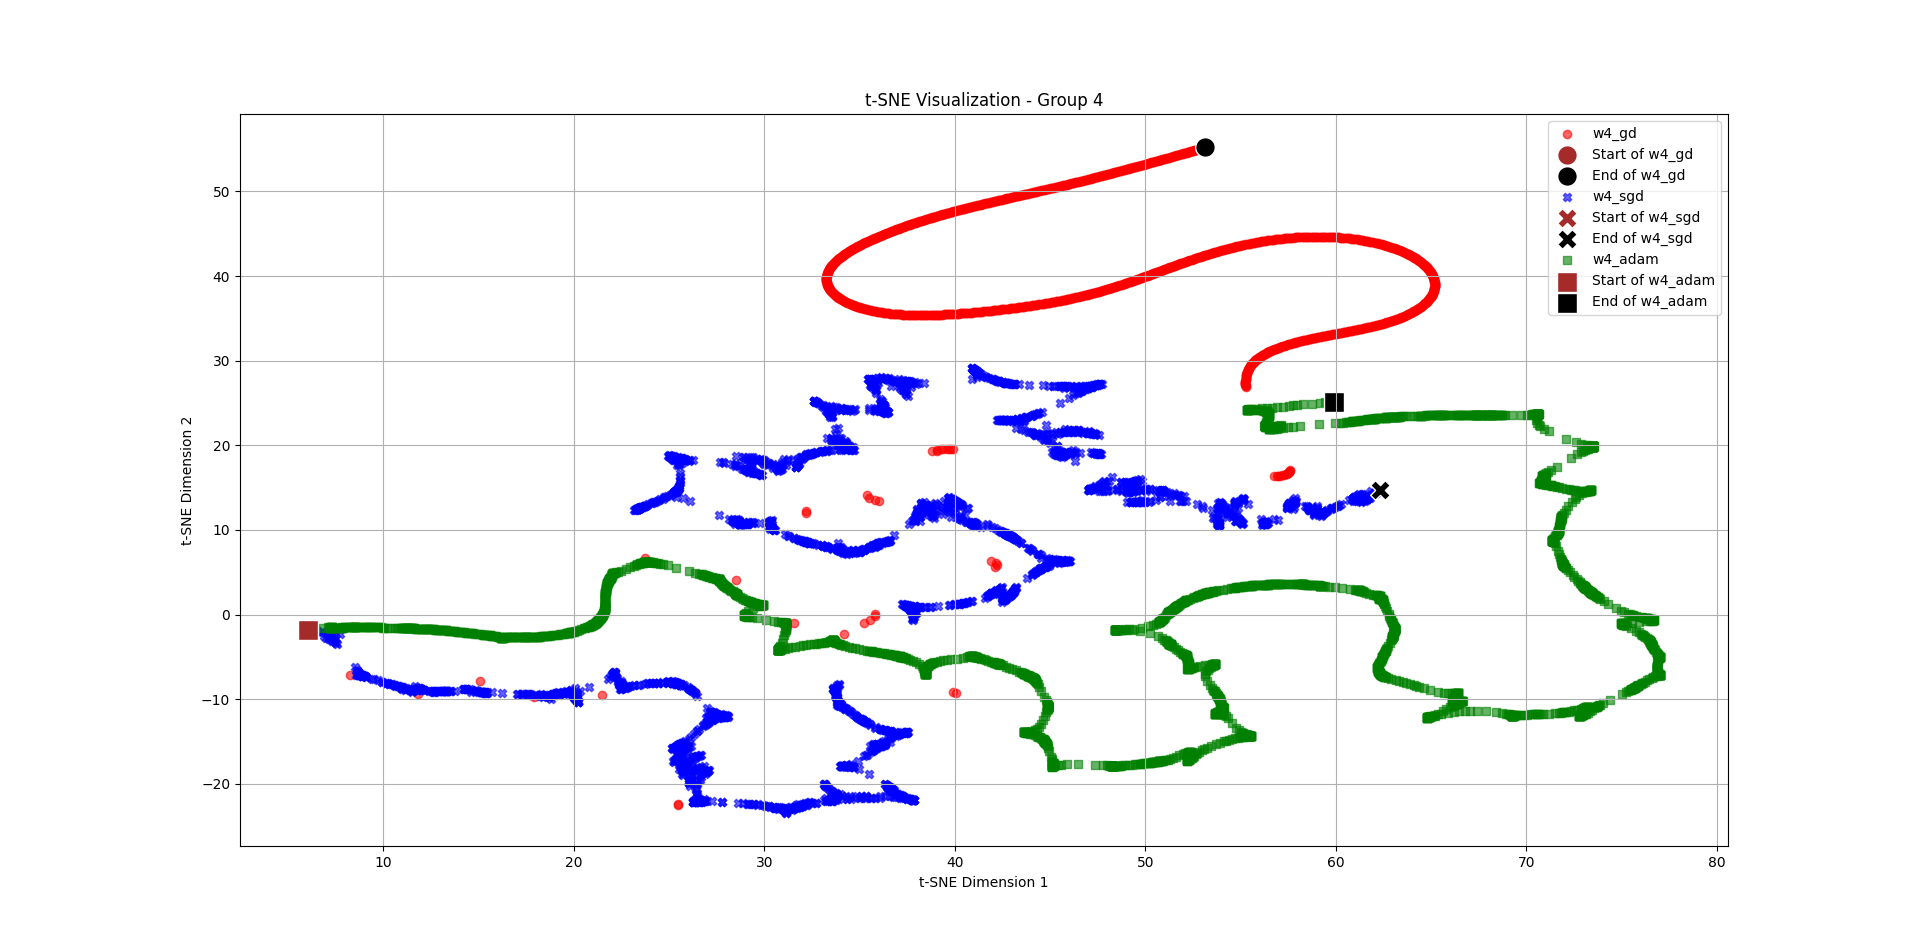 t-SNE Visualization - Group 4
w4_gd
Start of w4_gd
End of w4_gd
w4_sgd
Start of w4_sgd
End of w4_sgd
w4_adam
Start of w4_adam
End of w4_adam
50
40
30
20
10
0
−10
−20
t-SNE Dimension 2
10 20 30 40 50 60 70 80
t-SNE Dimension 1